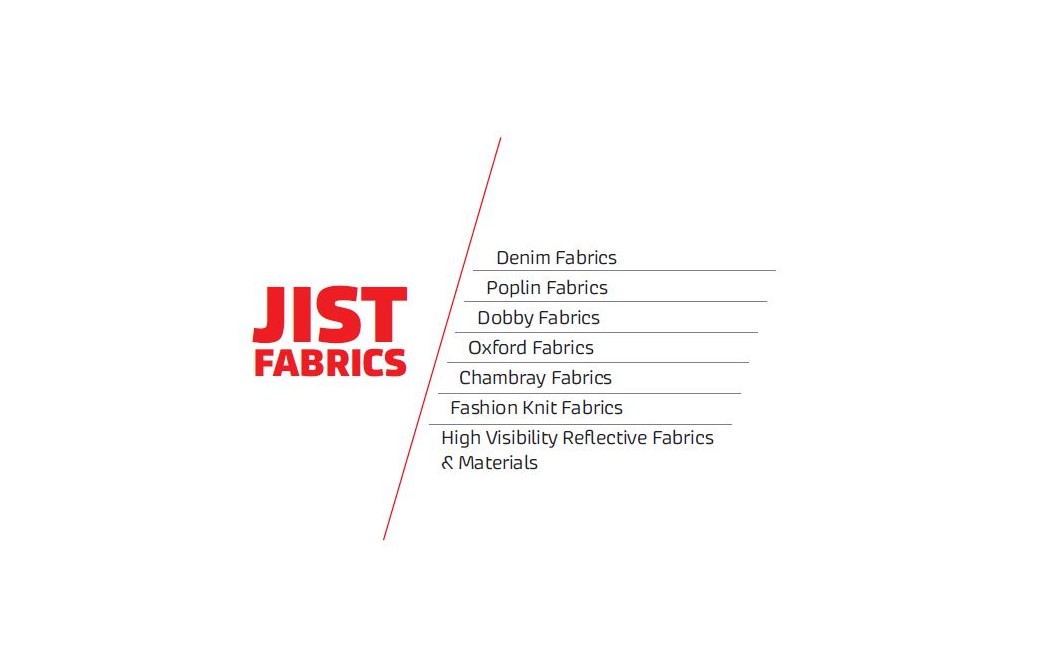 JIST
FABRICS
Denim Fabrics
Poplin Fabrics
Dobby Fabrics
Oxford Fabrics
Chambray Fabrics
Fashion Knit Fabrics
High Visibility Reflective Fabrics
& Materials